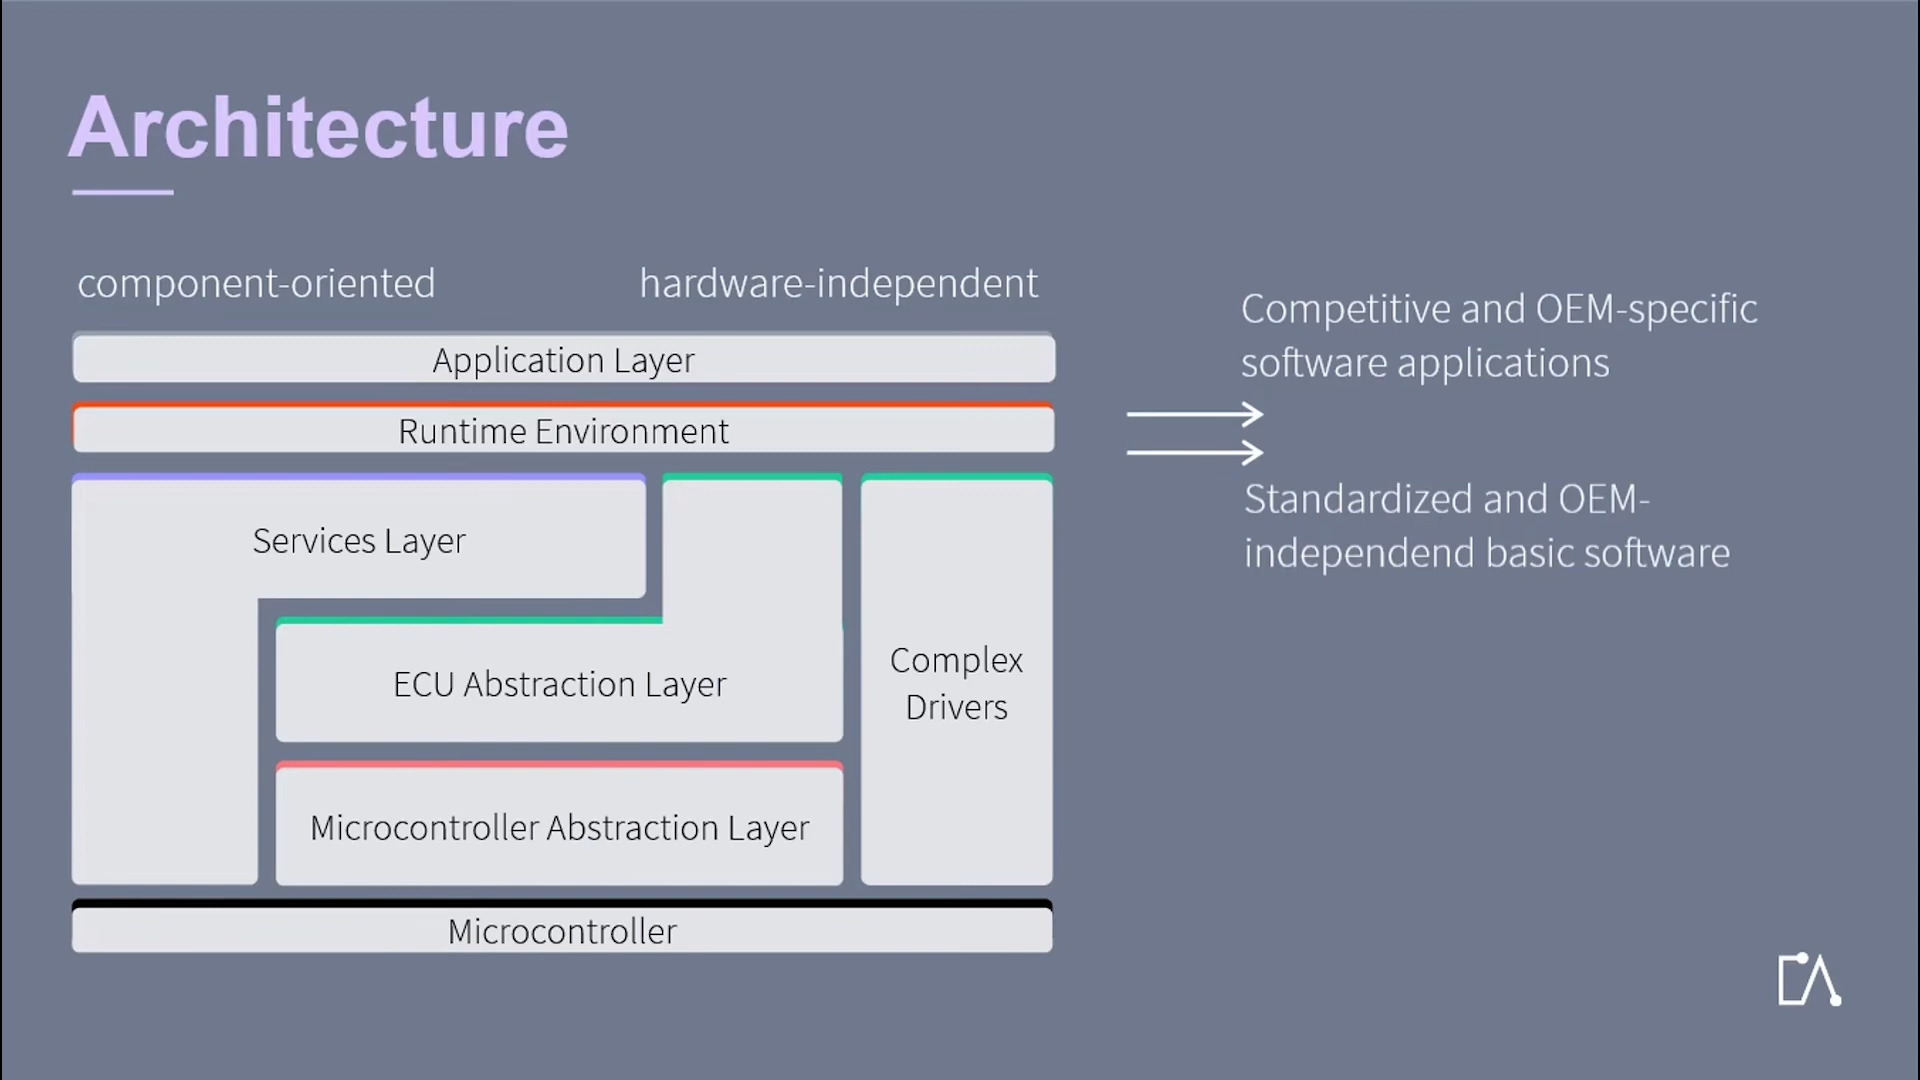 Architecture
component-oriented
hardware-independent
Application Layer
Runtime Environment
Services Layer
ECU Abstraction Layer
Complex
Drivers
Microcontroller Abstraction Layer
Microcontroller
Competitive and OEM-specific
software applications
Standardized and OEM-
independend basic software